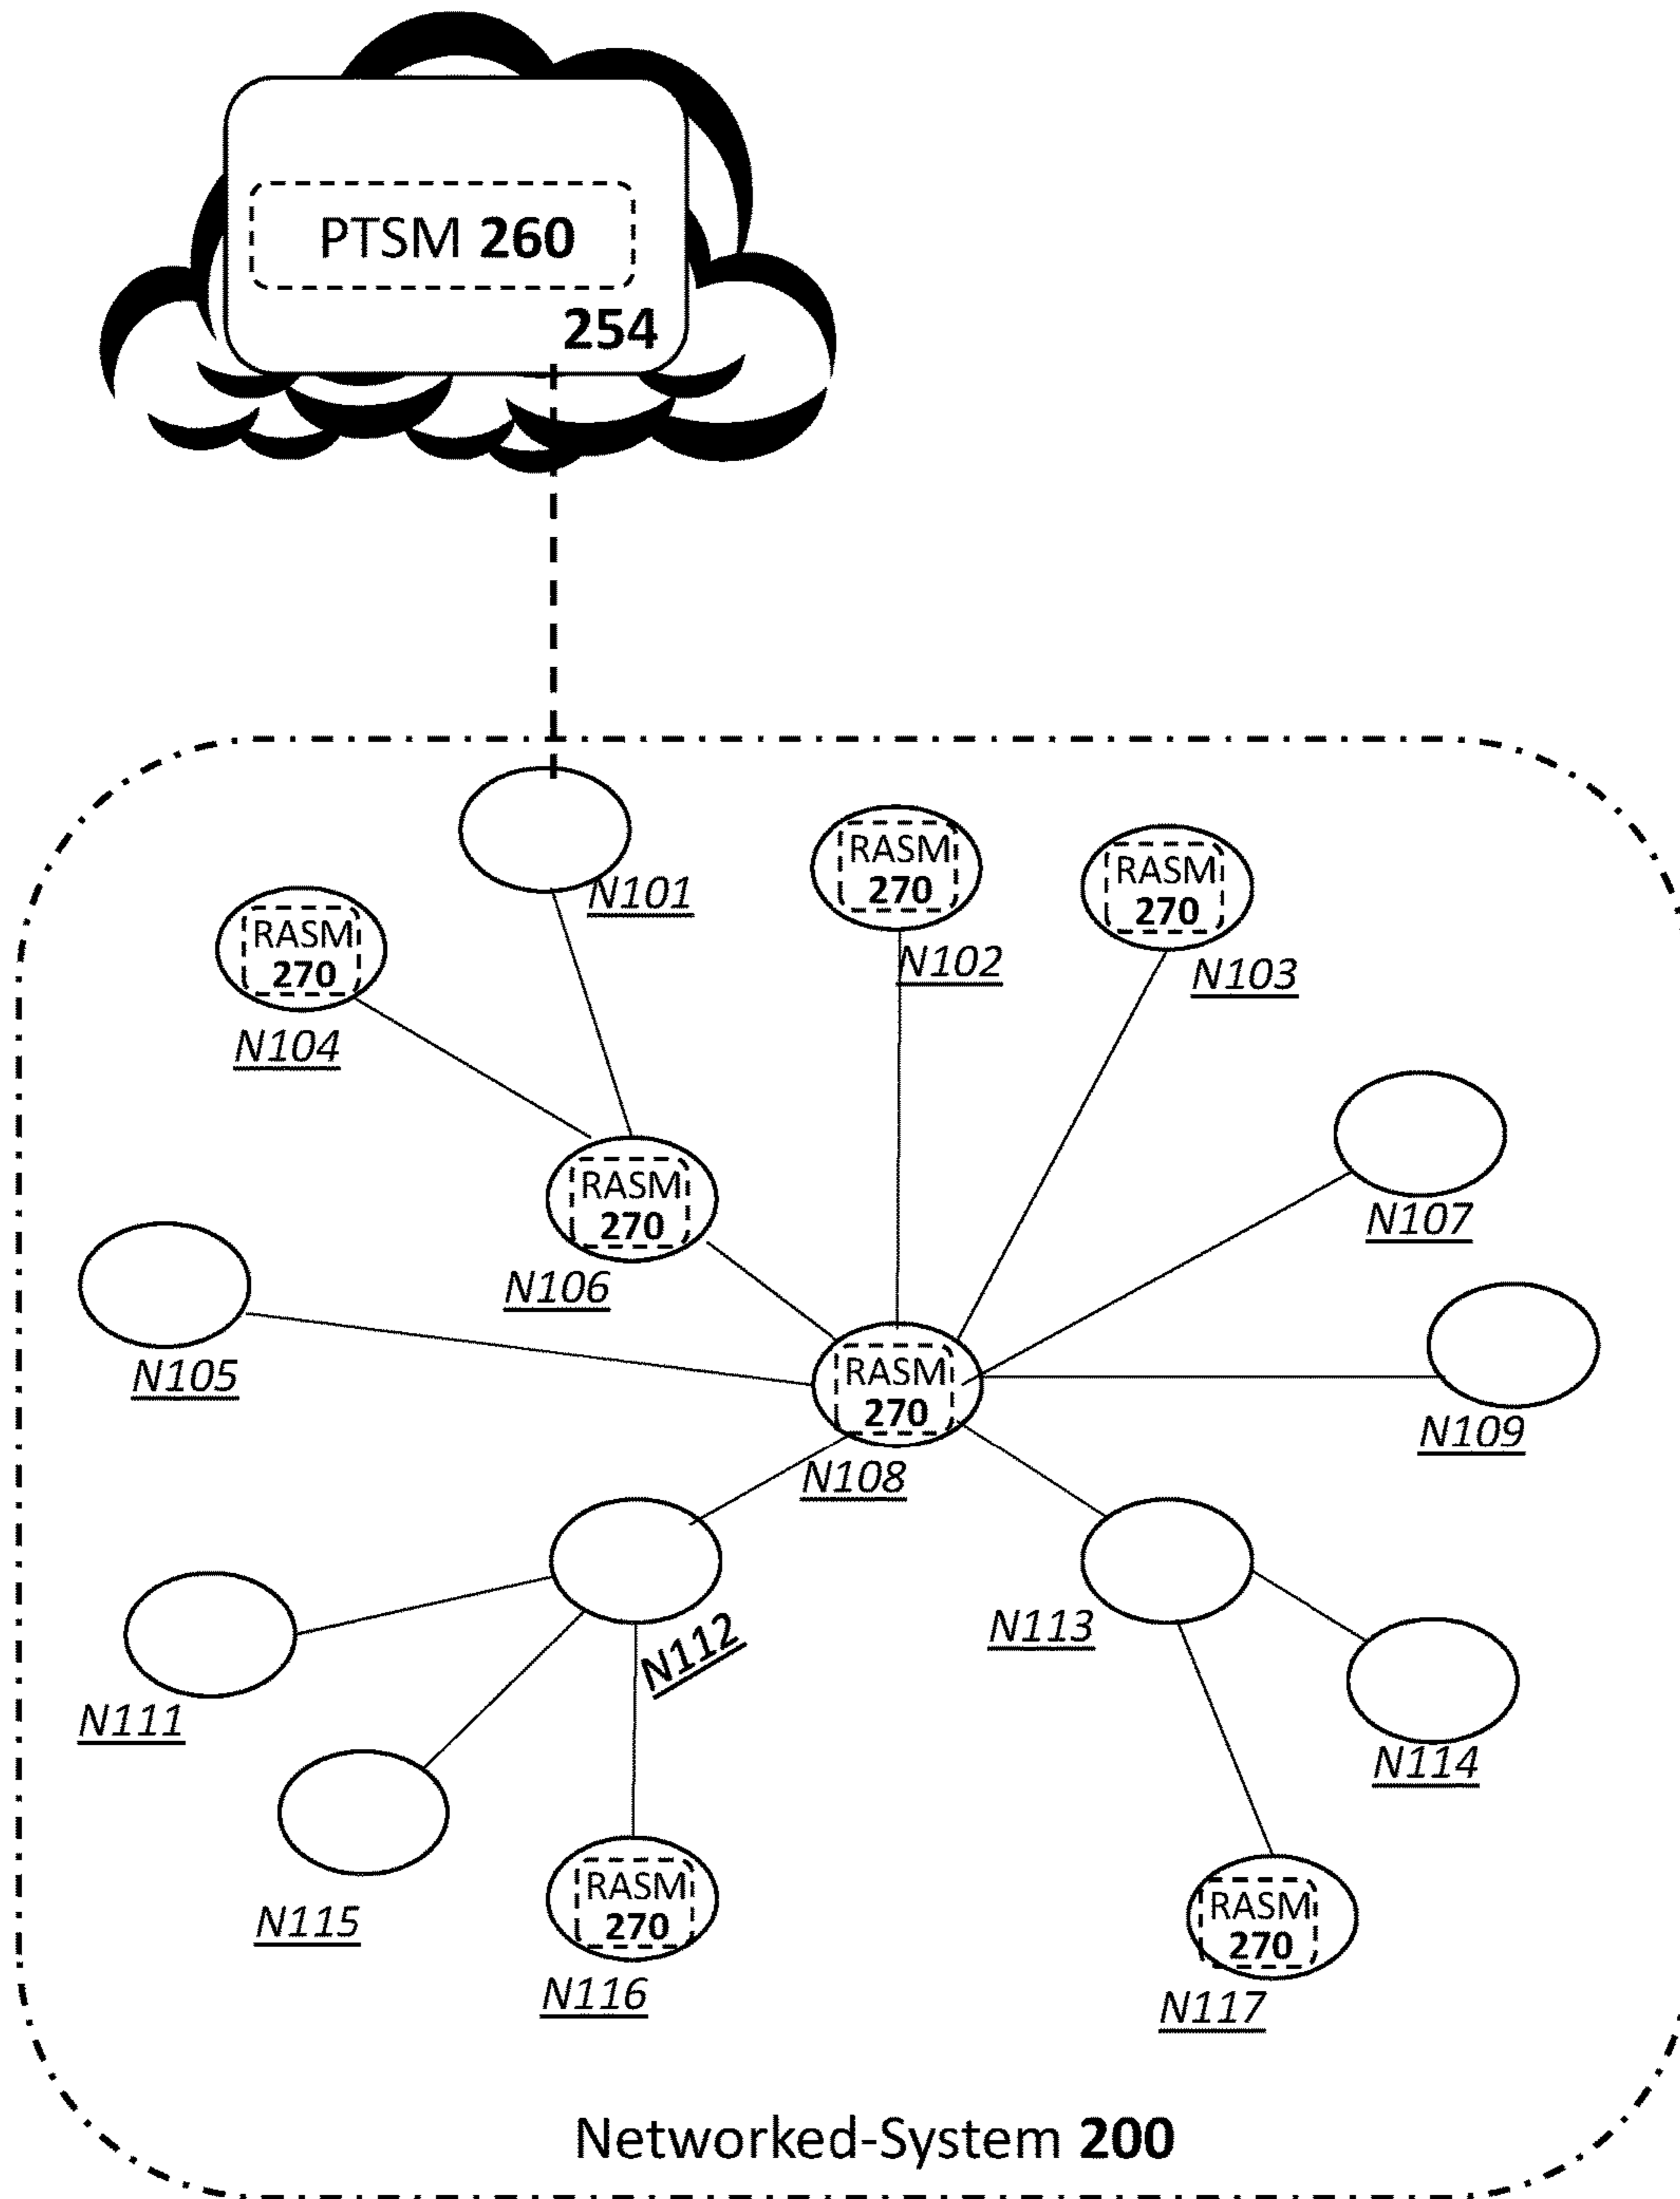 PTSM 260
254
RASM
270
N101
RASM
270
N102
RASM
270
N103
RASM
270
N104
RASM
270
N106
N107
N105
RASM
270
N108
N109
N112
N113
N111
N114
N115
RASM
270
N116
RASM
270
N117
Networked-System 200